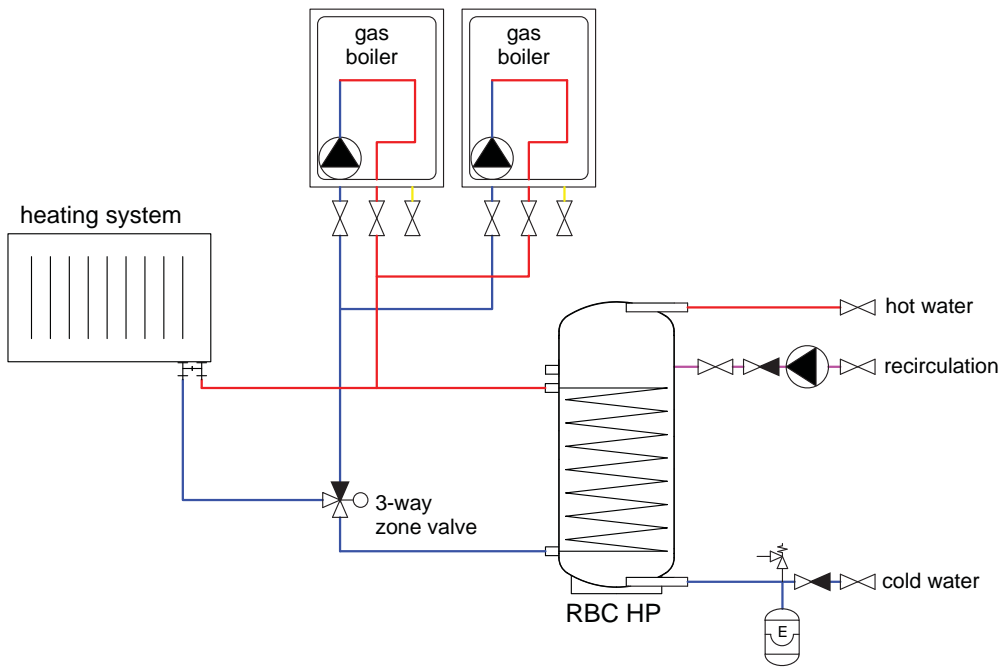 gas
boiler
gas
boiler
heating system
hot water
recirculation
3-way
zone valve
cold water
RBC HP
E